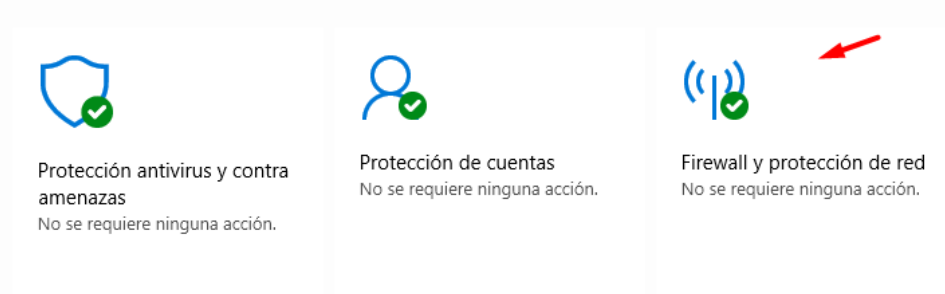 Protección antivirus y contra
amenazas
No se requiere ninguna acción.
Protección de cuentas
No se requiere ninguna acción.
Firewall y protección de red
No se requiere ninguna acción.